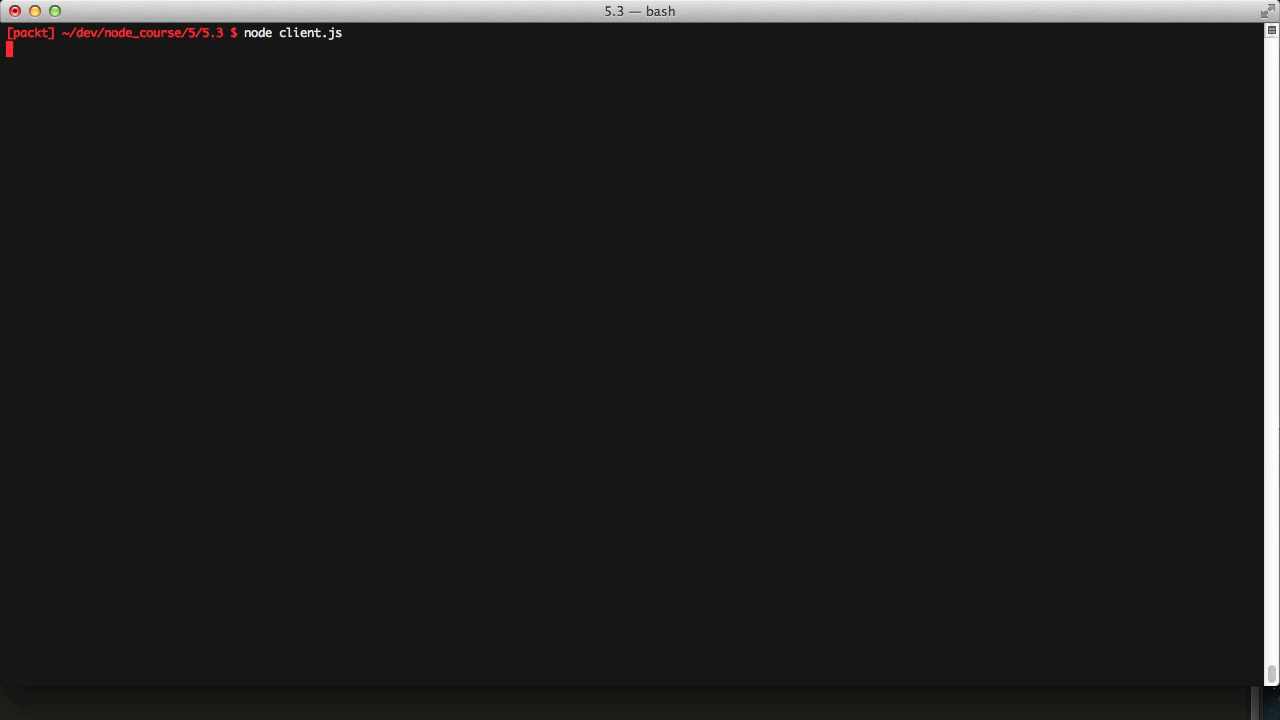 5.3 — bash
[packt] ~/dev/node_course/5/5.3 $ node client.js